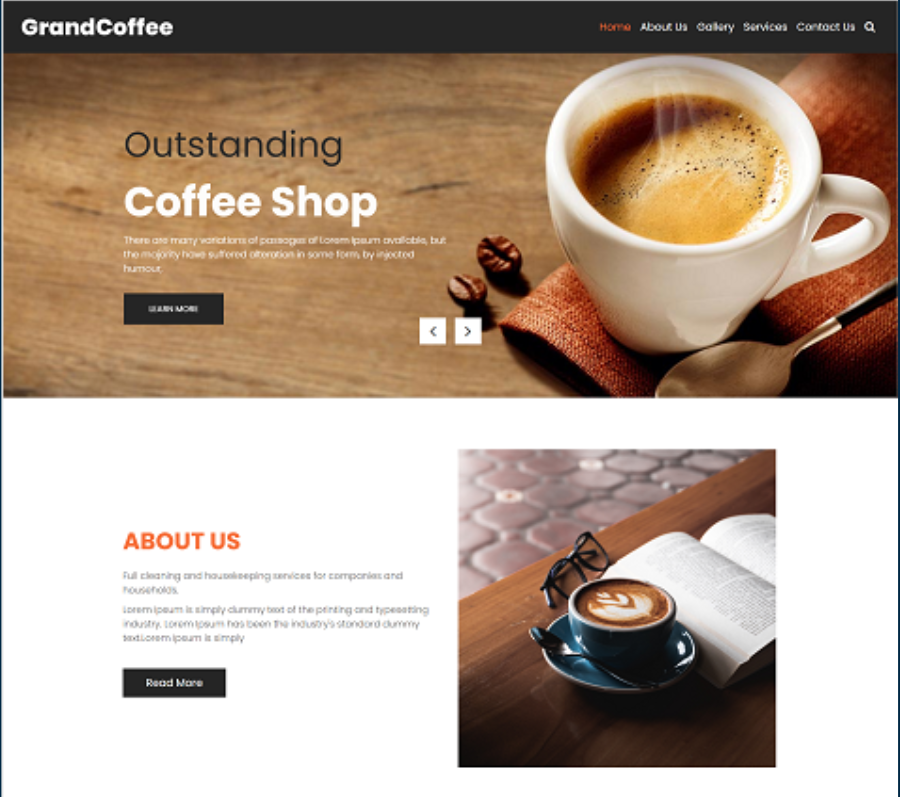 GrandCoffee
Home About Us Gallery Services Contact Us
Outstanding
Coffee Shop
There are many variations of passages of Lorem Ipsum available, but
the majority have suffered alteration in some form, by injected
humour,
LEARN MORE
ABOUT US
Full cleaning and housekeeping services for companies and
households.
Lorem Ipsum is simply dummy text of the printing and typesetting
industry. Lorem Ipsum has been the industry's standard dummy
text.Lorem Ipsum is simply
Read More